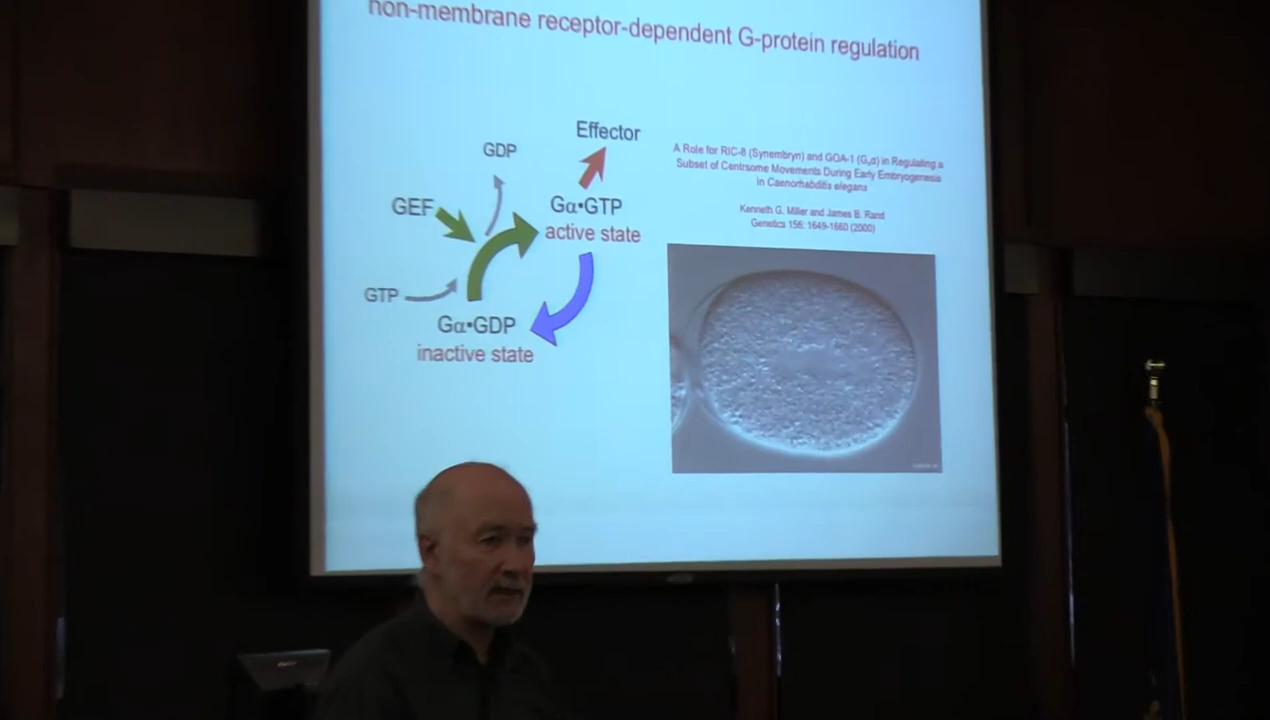 non-membrane receptor-dependent G-protein regulation
Effector
GDP
GEF
Gα•GTP
active state
GTP
Gα•GDP
inactive state
A Role for RIC-8 (Synembryn) and GOA-1 (Gₒα) in Regulating a
Subset of Centrsome Movements During Early Embryogenesis
in Caenorhabditis elegans
Kenneth G. Miller and James B. Rand
Genetics 156: 1649-1660 (2000)